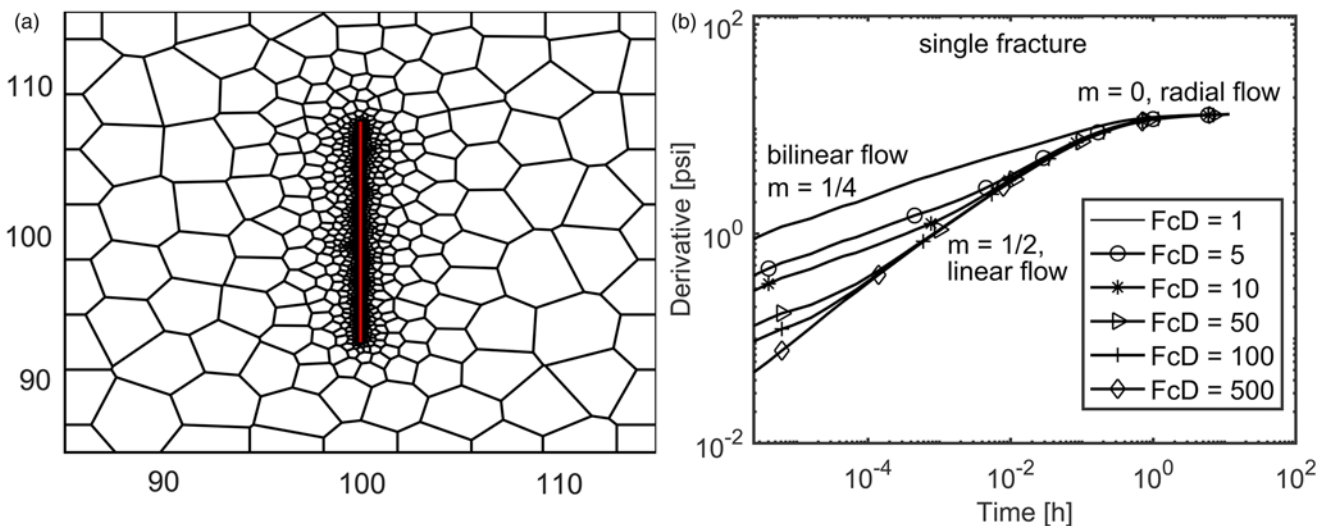 (a)
110
100
90
90
100
110
(b)
10^2
10^0
10^-2
Derivative [psi]
single fracture
m = 0, radial flow
bilinear flow
m = 1/4
m = 1/2,
linear flow
FcD = 1
FcD = 5
FcD = 10
FcD = 50
FcD = 100
FcD = 500
10^-4
10^-2
10^0
10^2
Time [h]